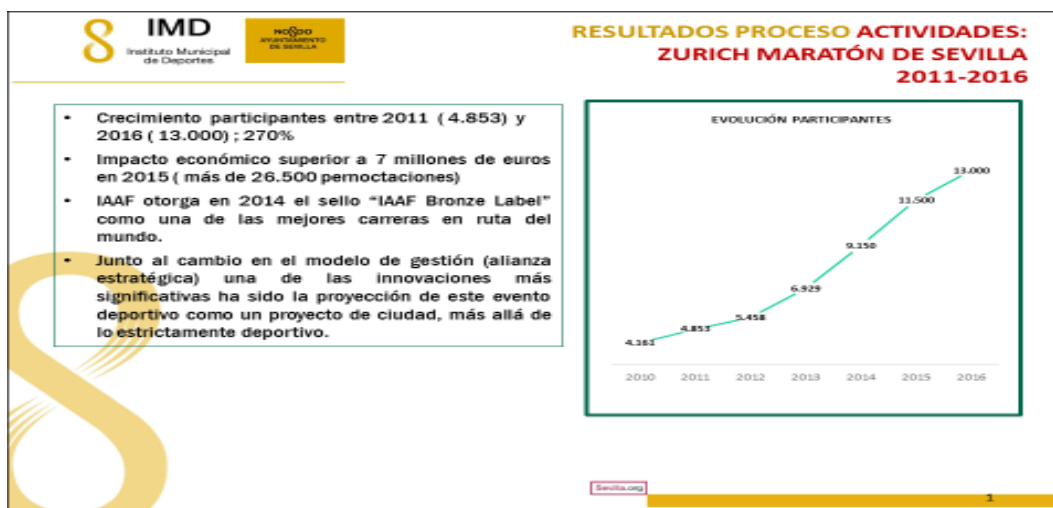 IMD
Instituto Municipal
de Deportes
NO8DO
AYUNTAMIENTO
DE SEVILLA
RESULTADOS PROCESO ACTIVIDADES:
ZURICH MARATÓN DE SEVILLA
2011-2016
• Crecimiento participantes entre 2011 ( 4.853) y
2016 ( 13.000) ; 270%
• Impacto económico superior a 7 millones de euros
en 2015 ( más de 26.500 pernoctaciones)
• IAAF otorga en 2014 el sello “IAAF Bronze Label”
como una de las mejores carreras en ruta del
mundo.
• Junto al cambio en el modelo de gestión (alianza
estratégica) una de las innovaciones más
significativas ha sido la proyección de este evento
deportivo como un proyecto de ciudad, más allá de
lo estrictamente deportivo.
EVOLUCIÓN PARTICIPANTES
13.000
11.500
9.150
6.929
5.458
4.853
4.161
2010 2011 2012 2013 2014 2015 2016
Sevilla.org
1